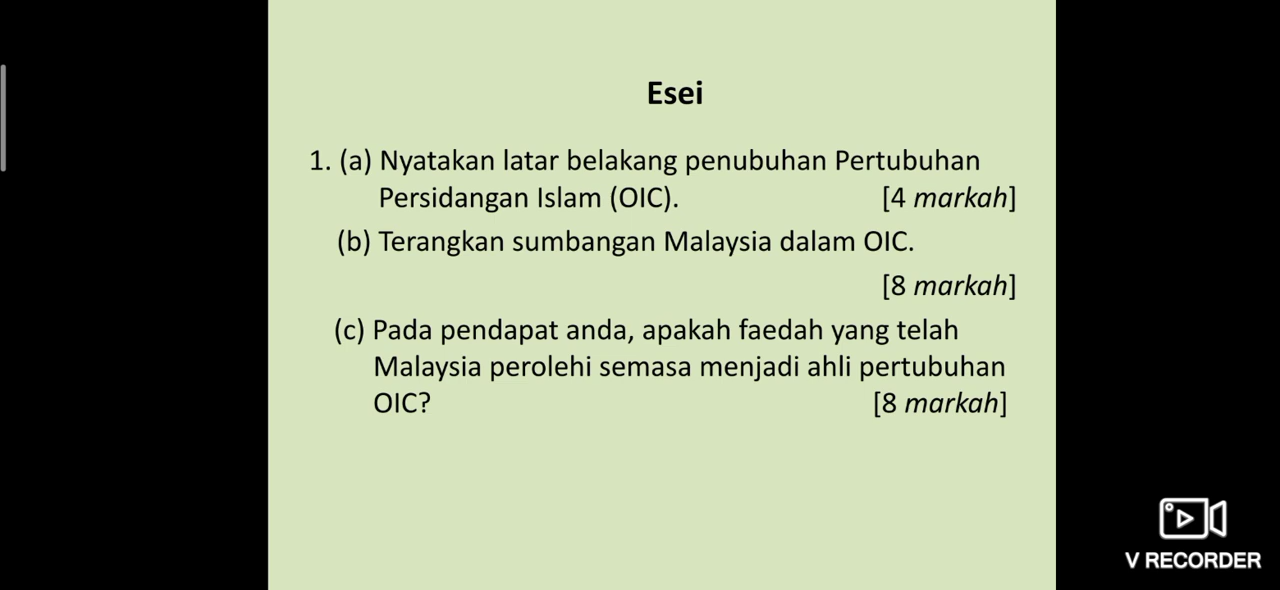 Esei
1. (a) Nyatakan latar belakang penubuhan Pertubuhan
Persidangan Islam (OIC). [4 markah]
(b) Terangkan sumbangan Malaysia dalam OIC.
[8 markah]
(c) Pada pendapat anda, apakah faedah yang telah
Malaysia perolehi semasa menjadi ahli pertubuhan
OIC? [8 markah]
V RECORDER